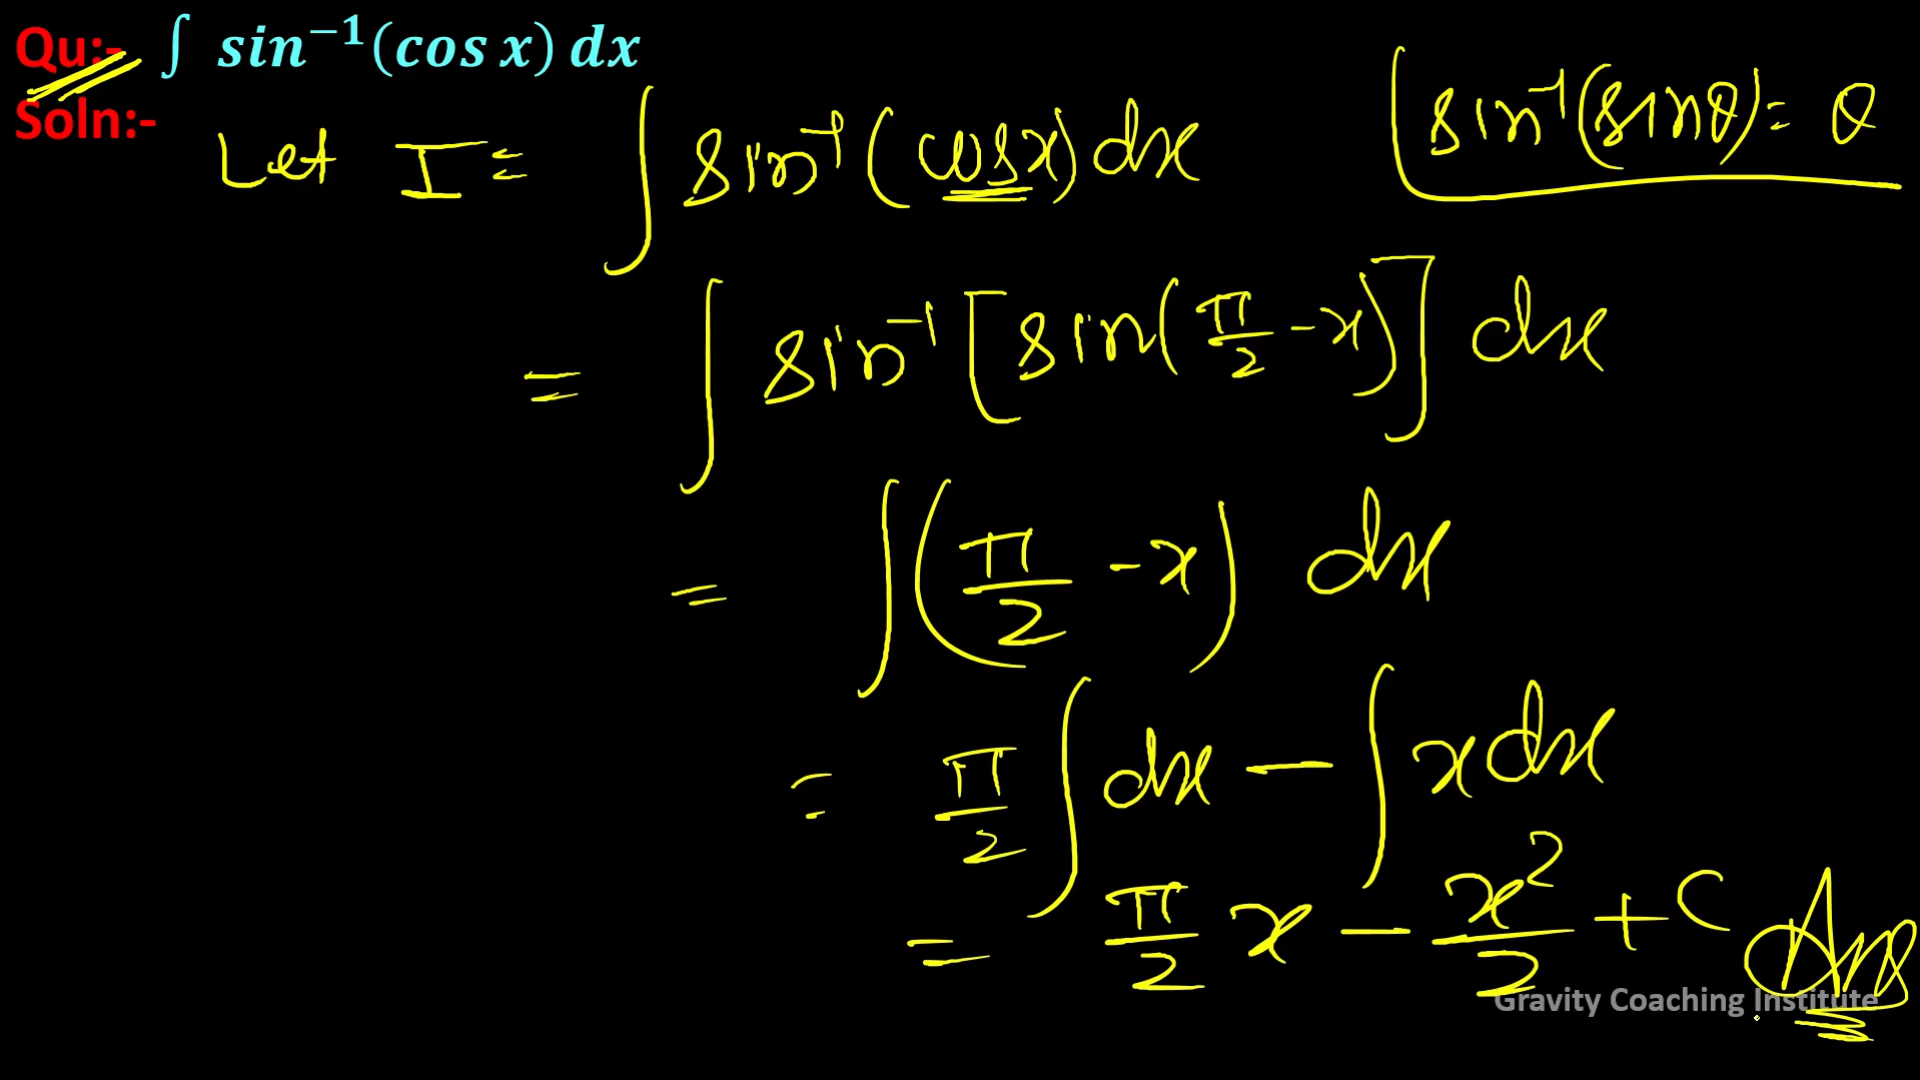 Qu:- ∫ sin⁻¹(cos x) dx
Soln:-
Let I = ∫ sin⁻¹(cosx) dx
sin⁻¹(sinθ) = θ
= ∫ sin⁻¹[sin(π/2 - x)] dx
= ∫ (π/2 - x) dx
= π/2 ∫ dx - ∫ x dx
= π/2 x - x²/2 + C Ans
Gravity Coaching Institute